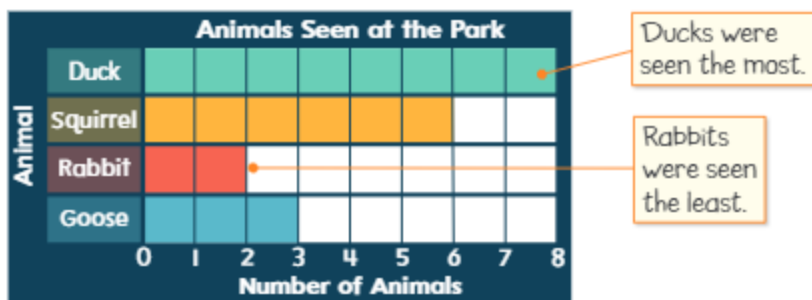 Animals Seen at the Park
Animal
Duck
Squirrel
Rabbit
Goose
0 1 2 3 4 5 6 7 8
Number of Animals
Ducks were
seen the most.
Rabbits
were seen
the least.